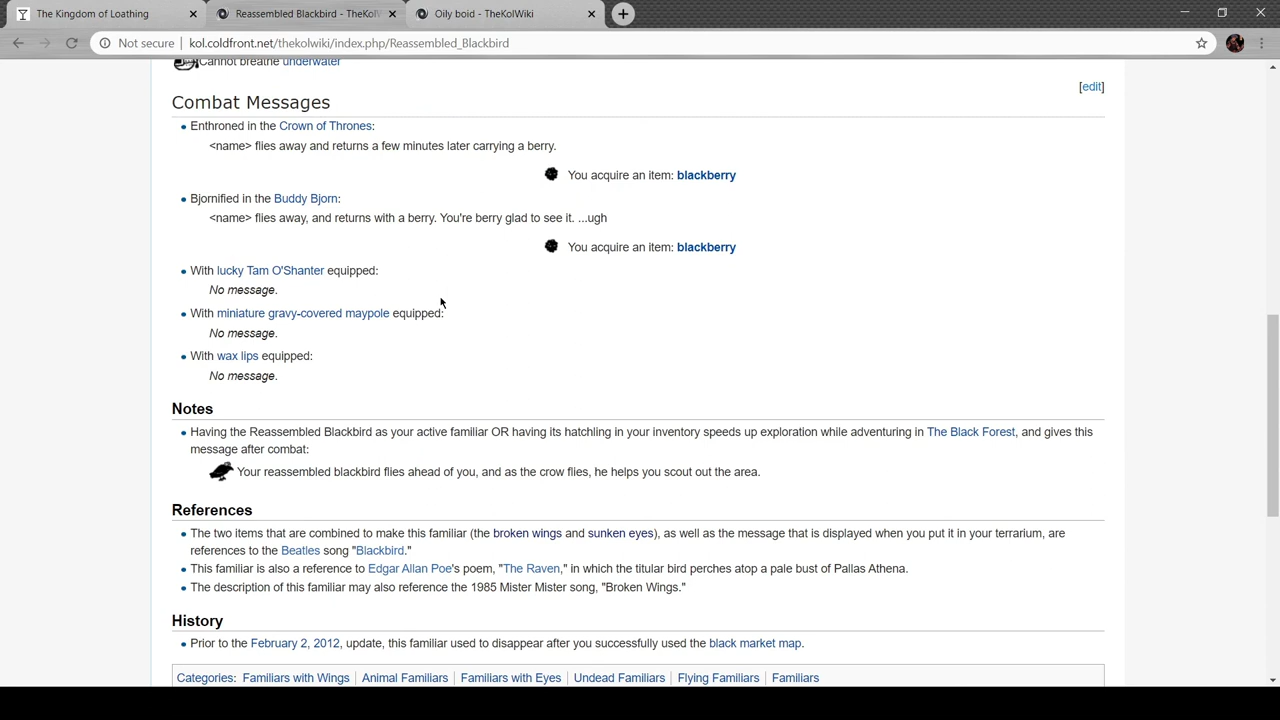 The Kingdom of Loathing
Reassembled Blackbird - TheKolW
Oily boid - TheKolWiki
Not secure | kol.coldfront.net/thekolwiki/index.php/Reassembled_Blackbird
Cannot breathe underwater
[edit]
Combat Messages
Enthroned in the Crown of Thrones:
<name> flies away and returns a few minutes later carrying a berry.
You acquire an item: blackberry
Bjornified in the Buddy Bjorn:
<name> flies away, and returns with a berry. You're berry glad to see it. ...ugh
You acquire an item: blackberry
With lucky Tam O'Shanter equipped:
No message.
With miniature gravy-covered maypole equipped:
No message.
With wax lips equipped:
No message.
Notes
Having the Reassembled Blackbird as your active familiar OR having its hatchling in your inventory speeds up exploration while adventuring in The Black Forest, and gives this
message after combat:
Your reassembled blackbird flies ahead of you, and as the crow flies, he helps you scout out the area.
References
The two items that are combined to make this familiar (the broken wings and sunken eyes), as well as the message that is displayed when you put it in your terrarium, are
references to the Beatles song "Blackbird."
This familiar is also a reference to Edgar Allan Poe's poem, "The Raven," in which the titular bird perches atop a pale bust of Pallas Athena.
The description of this familiar may also reference the 1985 Mister Mister song, "Broken Wings."
History
Prior to the February 2, 2012, update, this familiar used to disappear after you successfully used the black market map.
Categories: Familiars with Wings | Animal Familiars | Familiars with Eyes | Undead Familiars | Flying Familiars | Familiars